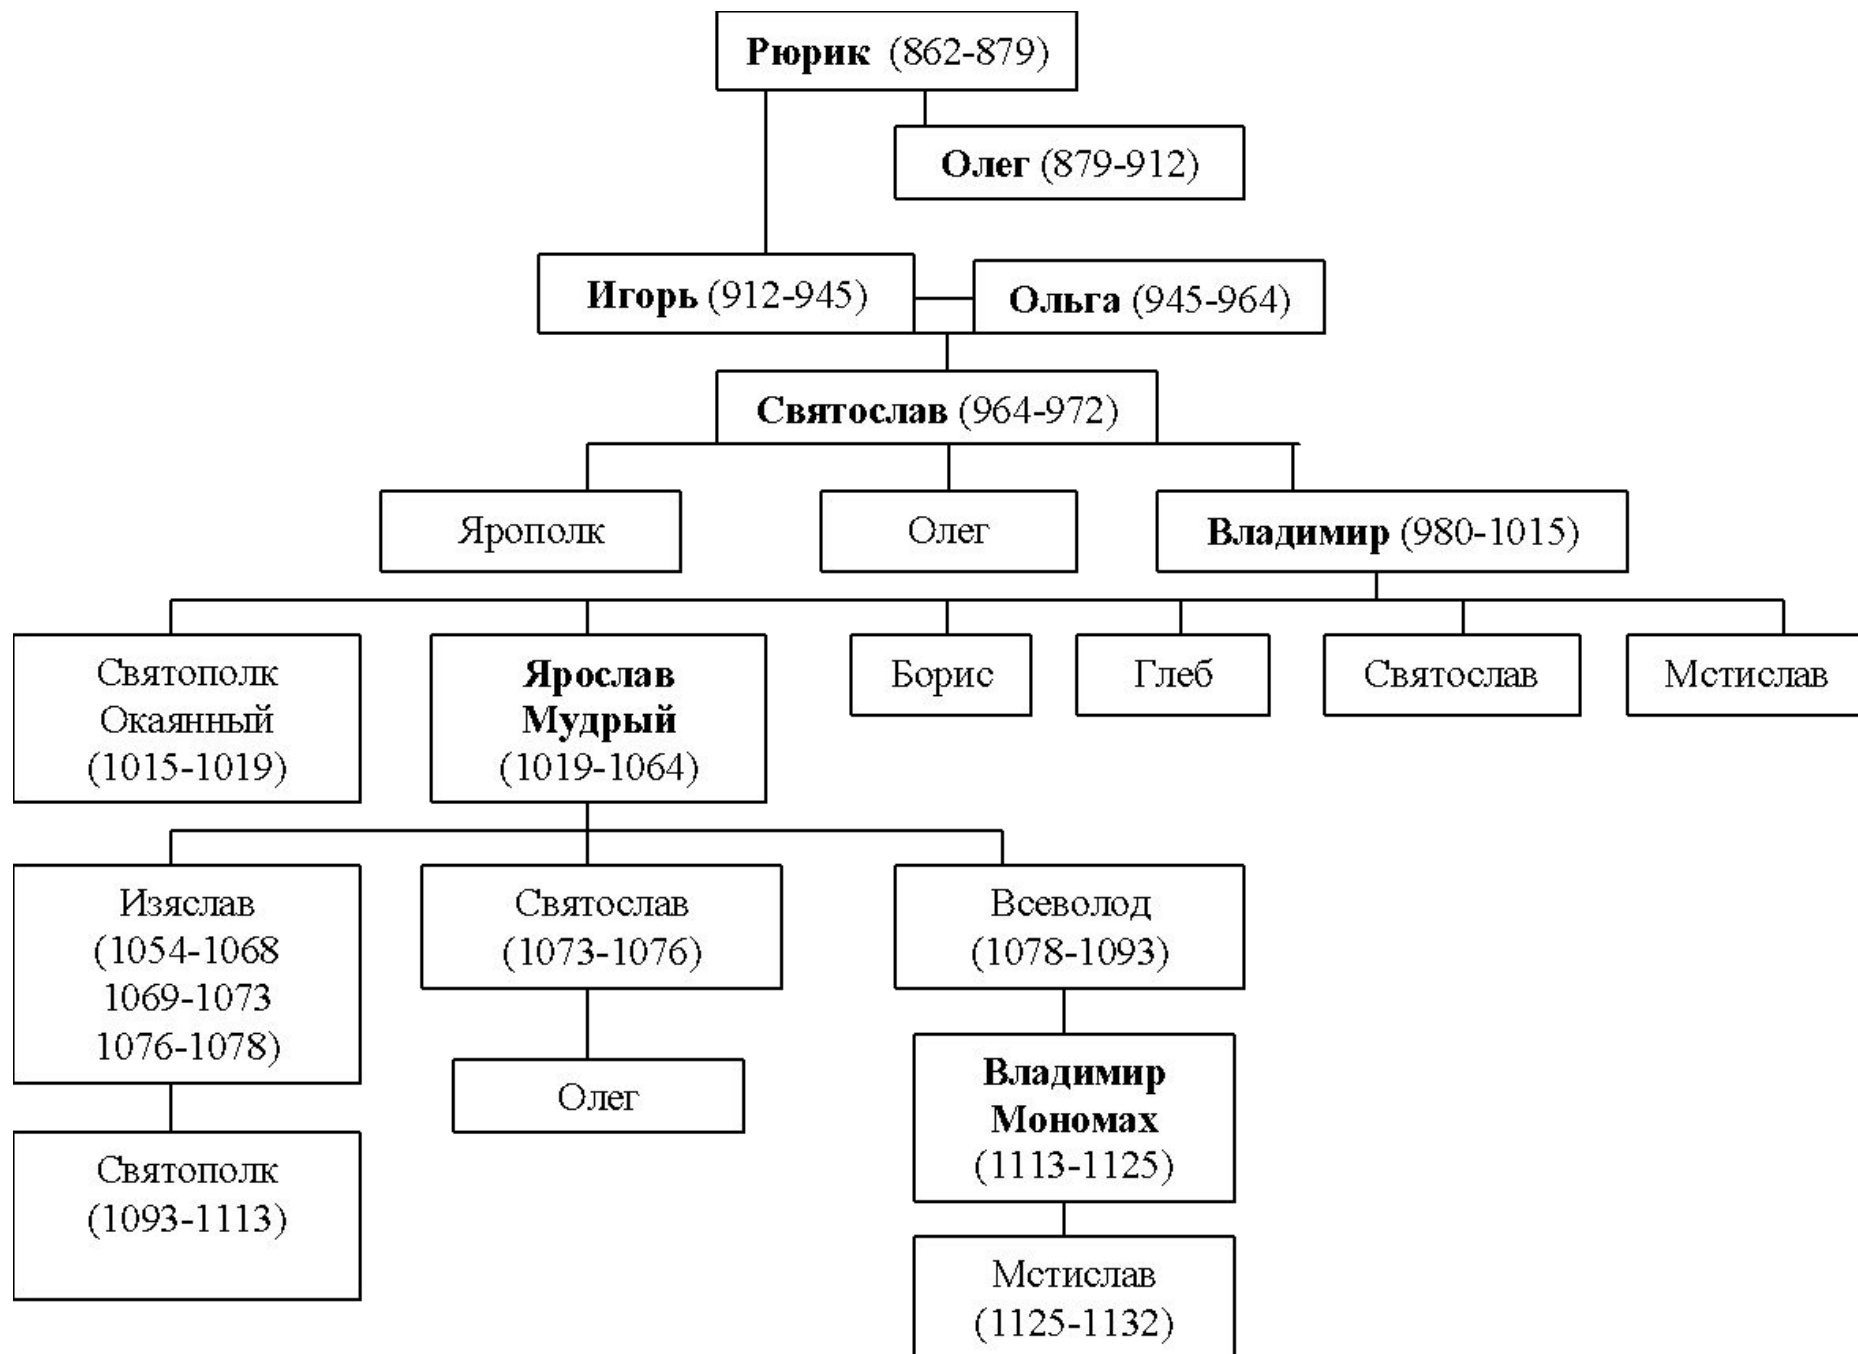 Рюрик (862-879)
Олег (879-912)
Игорь (912-945)
Ольга (945-964)
Святослав (964-972)
Ярополк
Олег
Владимир (980-1015)
Святополк
Окаянный
(1015-1019)
Ярослав
Мудрый
(1019-1064)
Борис
Глеб
Святослав
Мстислав
Изяслав
(1054-1068
1069-1073
1076-1078)
Святослав
(1073-1076)
Всеволод
(1078-1093)
Олег
Владимир
Мономах
(1113-1125)
Святополк
(1093-1113)
Мстислав
(1125-1132)